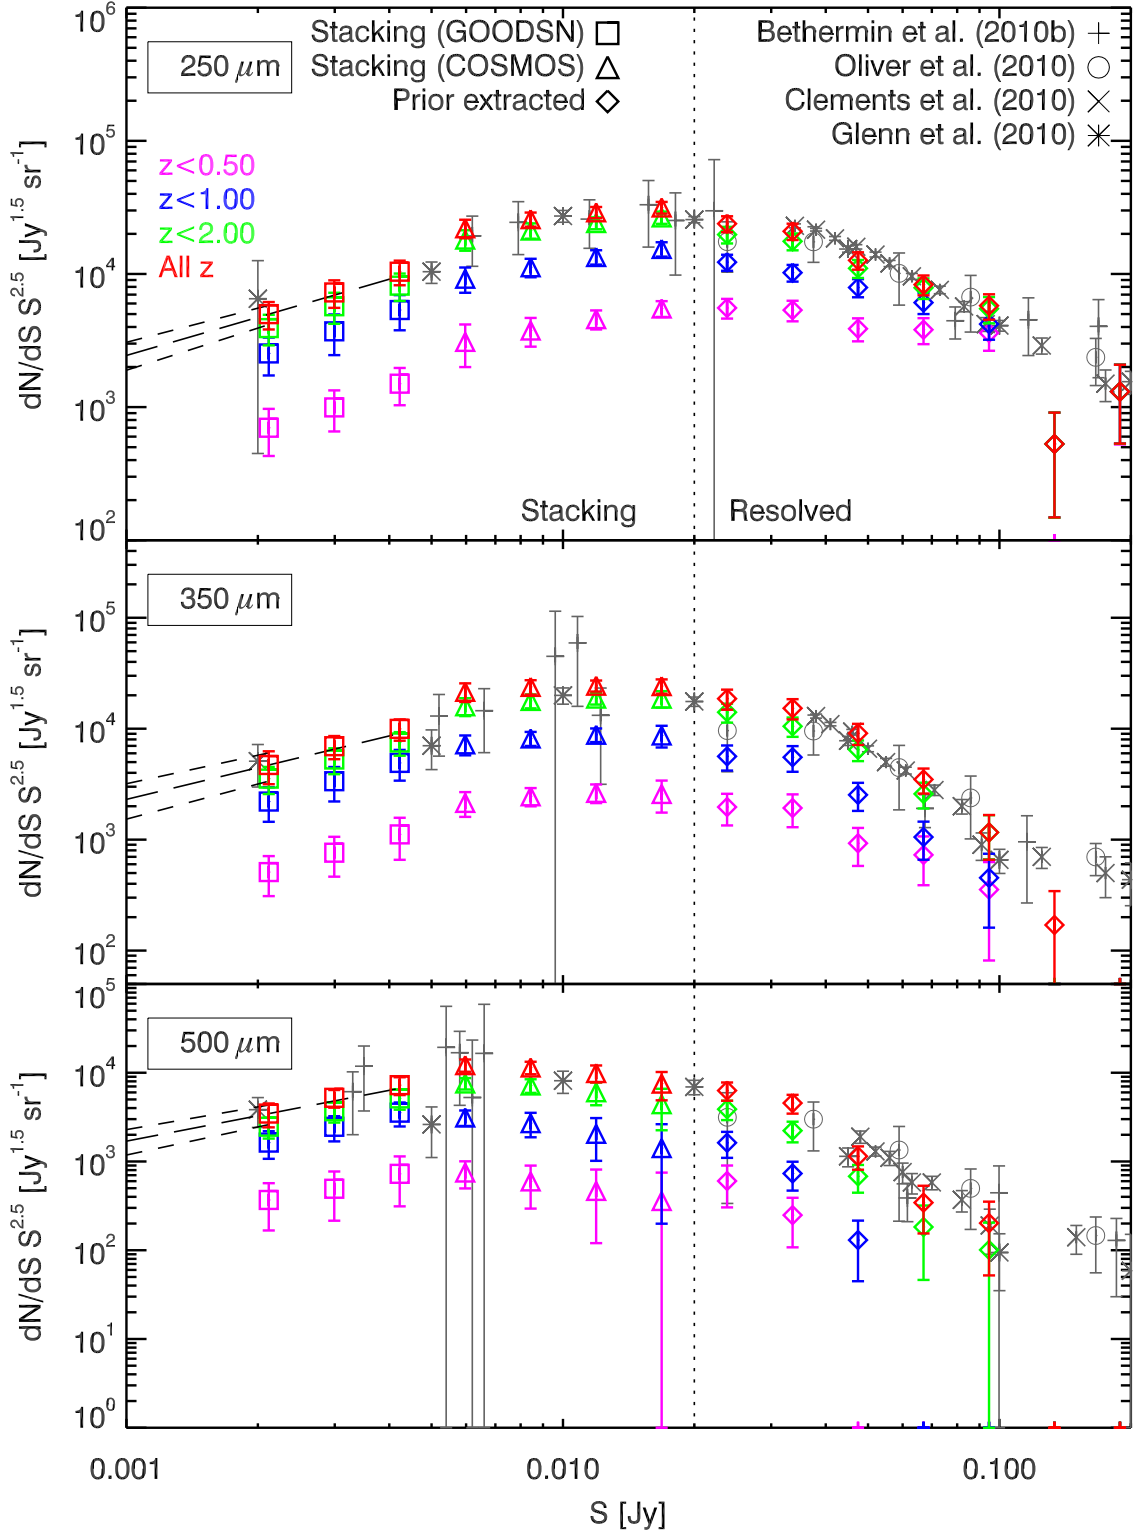 10^6
Stacking (GOODSN)
Bethermin et al. (2010b)
250 μm
Stacking (COSMOS)
Oliver et al. (2010)
Prior extracted
Clements et al. (2010)
Glenn et al. (2010)
10^5
z<0.50
z<1.00
z<2.00
All z
10^4
10^3
10^2
dN/dS S^2.5 [Jy^1.5 sr^-1]
Stacking
Resolved
350 μm
10^5
10^4
10^3
10^2
dN/dS S^2.5 [Jy^1.5 sr^-1]
10^5
500 μm
10^4
10^3
10^2
10^1
10^0
dN/dS S^2.5 [Jy^1.5 sr^-1]
0.001
0.010
0.100
S [Jy]